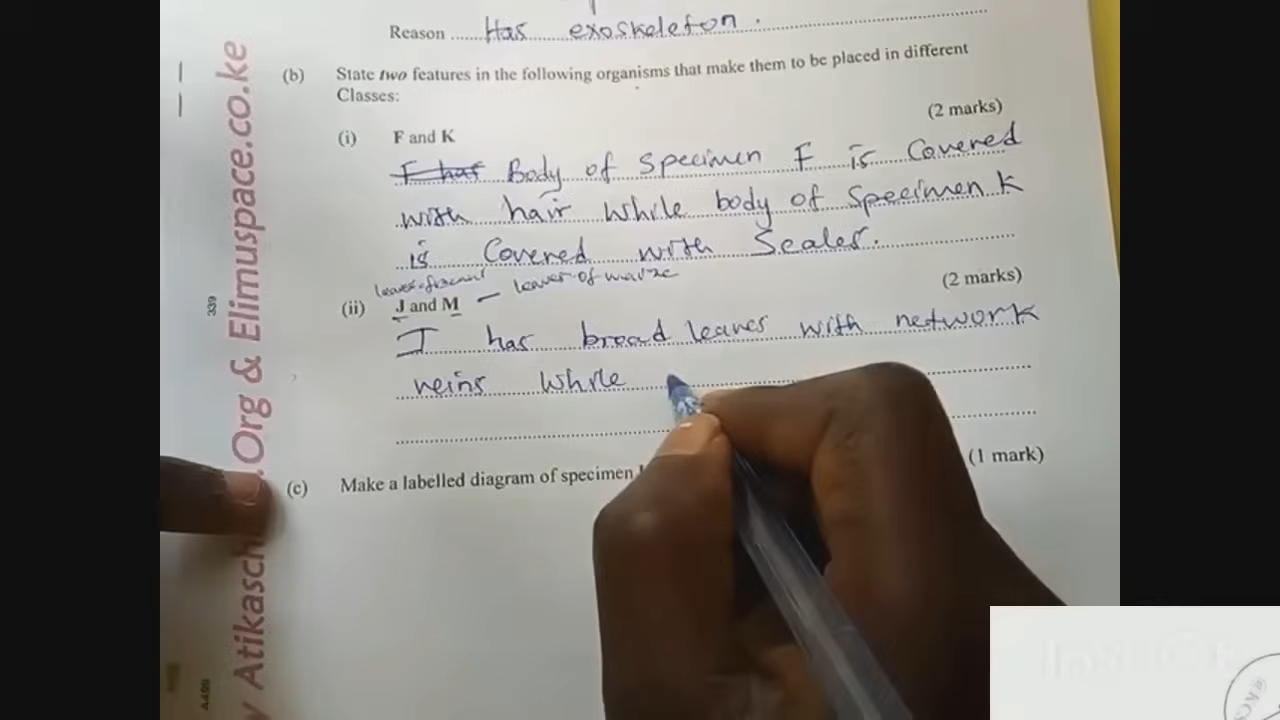 Reason Has exoskeleton.
(b) State two features in the following organisms that make them to be placed in different
Classes:
(2 marks)
(i) F and K
F has Body of Specimen F is Covered
with hair while body of Specimen K
is Covered with Scales.
leaves of maize
(ii) J and M —
(2 marks)
J has broad leaves with network
veins while
(c) Make a labelled diagram of specimen
(1 mark)
339
Atikasch .Org & Elimuspace.co.ke